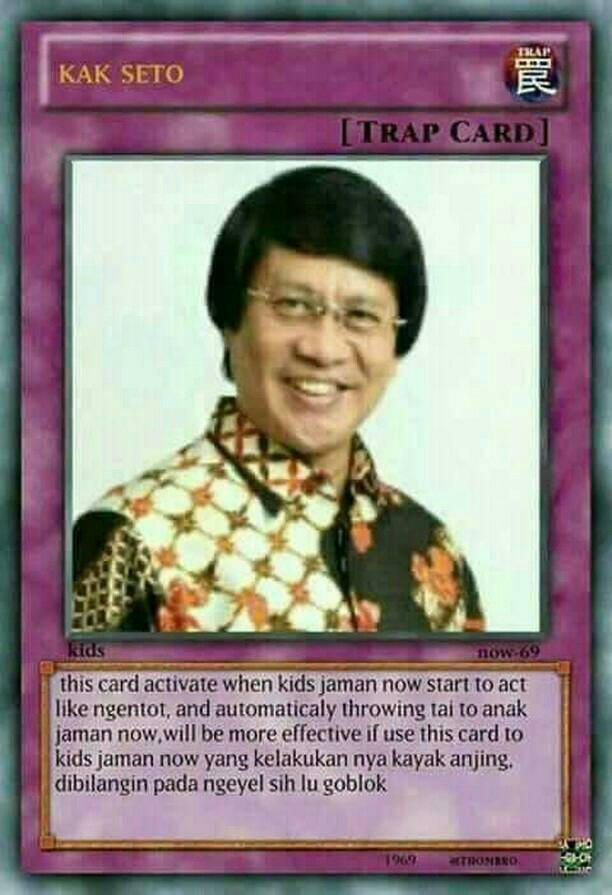 KAK SETO
TRAP
罠
[TRAP CARD]
kids
now-69
this card activate when kids jaman now start to act
like ngentot, and automaticaly throwing tai to anak
jaman now,will be more effective if use this card to
kids jaman now yang kelakukan nya kayak anjing,
dibilangin pada ngeyel sih lu goblok
1969